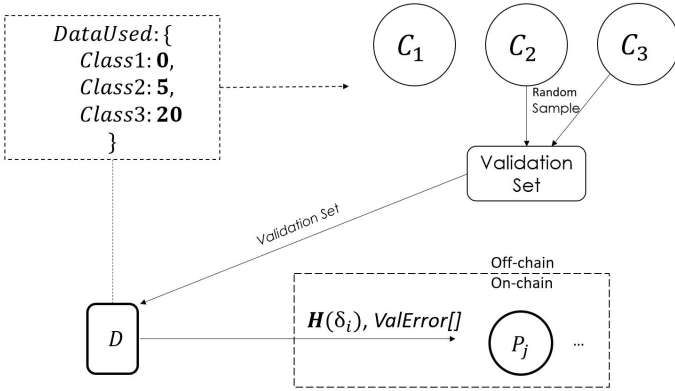 DataUsed: {
Class1: 0,
Class2: 5,
Class3: 20
}
C₁
C₂
C₃
Random
Sample
Validation
Set
Validation Set
Off-chain
On-chain
D
H(δᵢ), ValError[]
Pⱼ
...